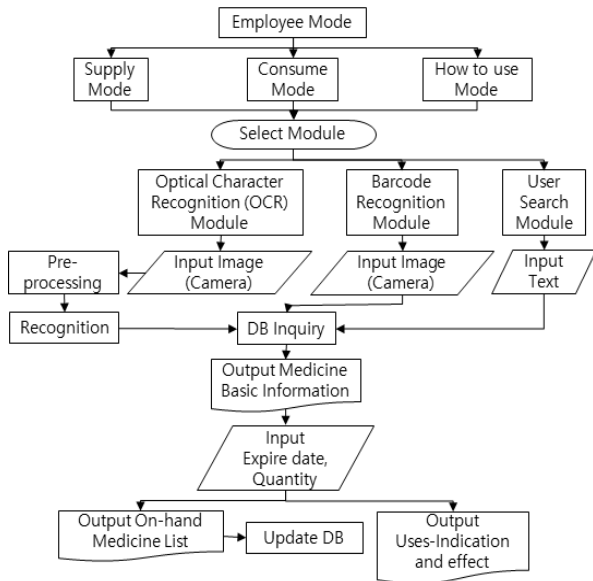 Employee Mode
Supply
Mode
Consume
Mode
How to use
Mode
Select Module
Optical Character
Recognition (OCR)
Module
Barcode
Recognition
Module
User
Search
Module
Pre-
processing
Input Image
(Camera)
Input Image
(Camera)
Input
Text
Recognition
DB Inquiry
Output Medicine
Basic Information
Input
Expire date,
Quantity
Output On-hand
Medicine List
Update DB
Output
Uses-Indication
and effect